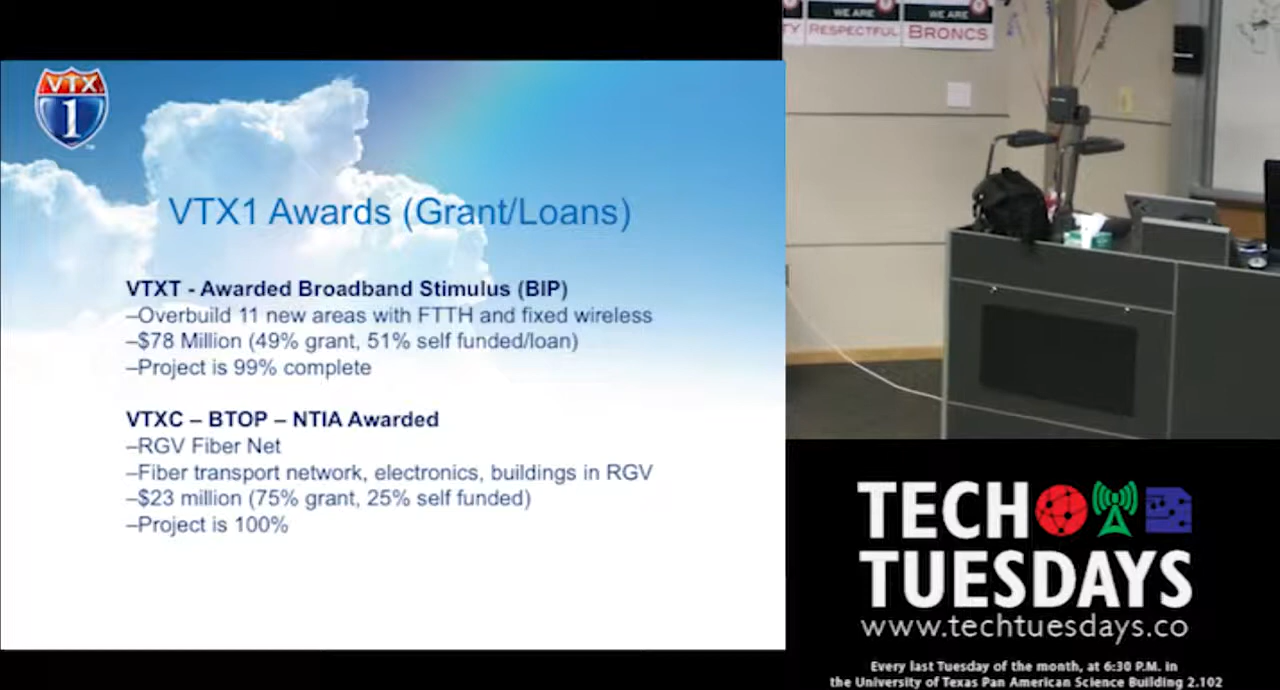 VTX
1
VTX1 Awards (Grant/Loans)
VTXT - Awarded Broadband Stimulus (BIP)
–Overbuild 11 new areas with FTTH and fixed wireless
–$78 Million (49% grant, 51% self funded/loan)
–Project is 99% complete
VTXC – BTOP – NTIA Awarded
–RGV Fiber Net
–Fiber transport network, electronics, buildings in RGV
–$23 million (75% grant, 25% self funded)
–Project is 100%
WE ARE
RESPECTFUL
WE ARE
BRONCS
TECH
TUESDAYS
www.techtuesdays.co
Every last Tuesday of the month, at 6:30 P.M. in
the University of Texas Pan American Science Building 2.102